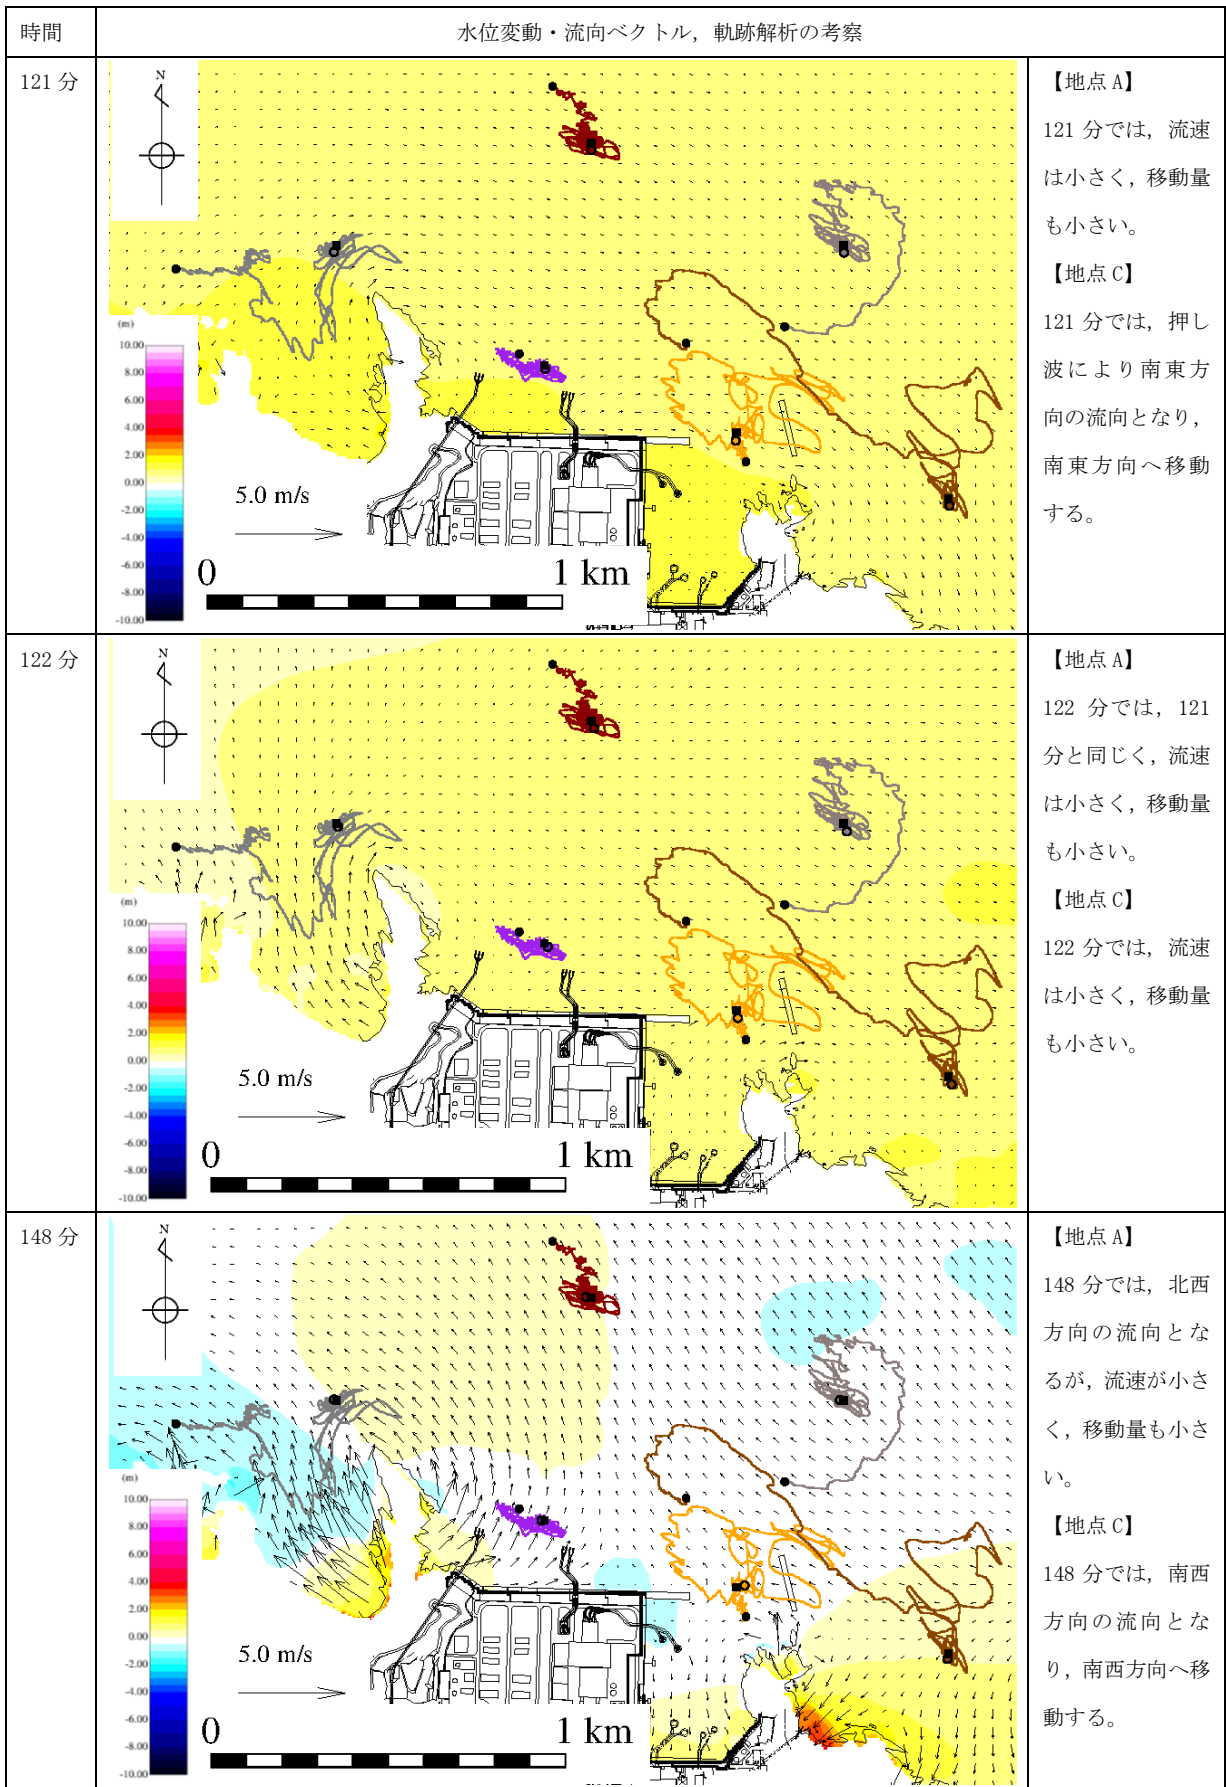 時間
水位変動・流向ベクトル，軌跡解析の考察
121 分
N
(m)
10.00
8.00
6.00
4.00
2.00
0.00
-2.00
-4.00
-6.00
-8.00
-10.00
5.0 m/s
0
1 km
【地点 A】
121 分では，流速
は小さく，移動量
も小さい。
【地点 C】
121 分では，押し
波により南東方
向の流向となり，
南東方向へ移動
する。
122 分
N
(m)
10.00
8.00
6.00
4.00
2.00
0.00
-2.00
-4.00
-6.00
-8.00
-10.00
5.0 m/s
0
1 km
【地点 A】
122 分では，121
分と同じく，流速
は小さく，移動量
も小さい。
【地点 C】
122 分では，流速
は小さく，移動量
も小さい。
148 分
N
(m)
10.00
8.00
6.00
4.00
2.00
0.00
-2.00
-4.00
-6.00
-8.00
-10.00
5.0 m/s
0
1 km
【地点 A】
148 分では，北西
方向の流向とな
るが，流速が小さ
く，移動量も小さ
い。
【地点 C】
148 分では，南西
方向の流向とな
り，南西方向へ移
動する。